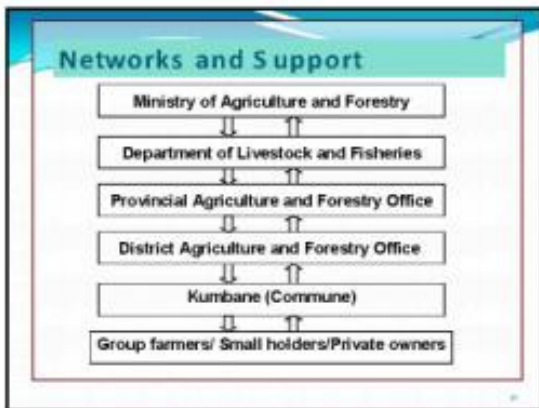 Networks and Support
Ministry of Agriculture and Forestry
Department of Livestock and Fisheries
Provincial Agriculture and Forestry Office
District Agriculture and Forestry Office
Kumbane (Commune)
Group farmers/ Small holders/Private owners